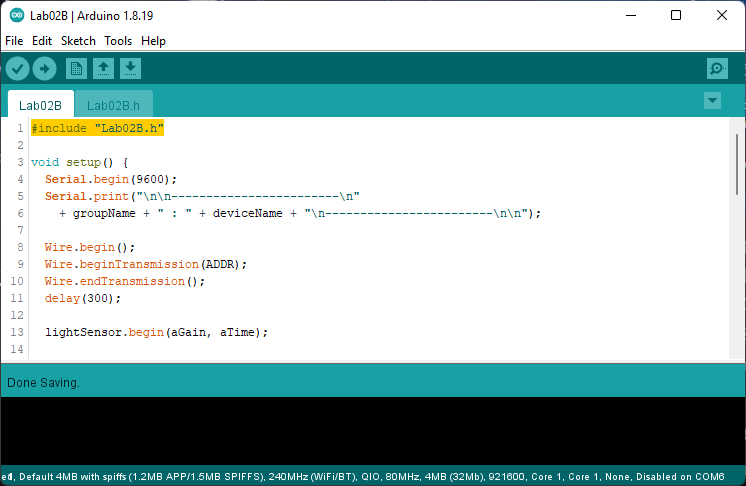 Lab02B | Arduino 1.8.19
File Edit Sketch Tools Help
Lab02B Lab02B.h
1 #include "Lab02B.h"
2
3 void setup() {
4 Serial.begin(9600);
5 Serial.print("\n\n------------------------\n"
6 + groupName + " : " + deviceName + "\n------------------------\n\n");
7
8 Wire.begin();
9 Wire.beginTransmission(ADDR);
10 Wire.endTransmission();
11 delay(300);
12
13 lightSensor.begin(aGain, aTime);
14
Done Saving.
, Default 4MB with spiffs (1.2MB APP/1.5MB SPIFFS), 240MHz (WiFi/BT), QIO, 80MHz, 4MB (32Mb), 921600, Core 1, Core 1, None, Disabled on COM6